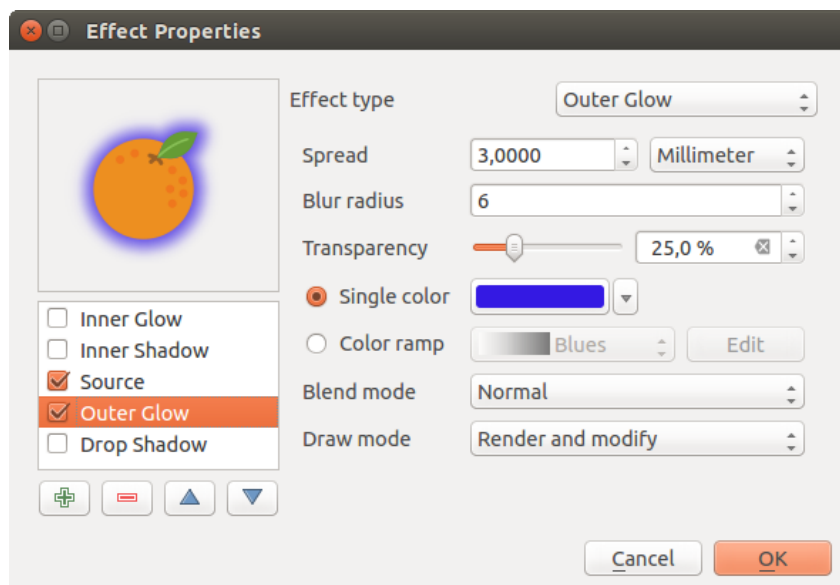 Effect Properties
Effect type Outer Glow
Spread 3,0000 Millimeter
Blur radius 6
Transparency 25,0 %
Single color
Color ramp Blues Edit
Blend mode Normal
Draw mode Render and modify
Inner Glow
Inner Shadow
Source
Outer Glow
Drop Shadow
Cancel OK